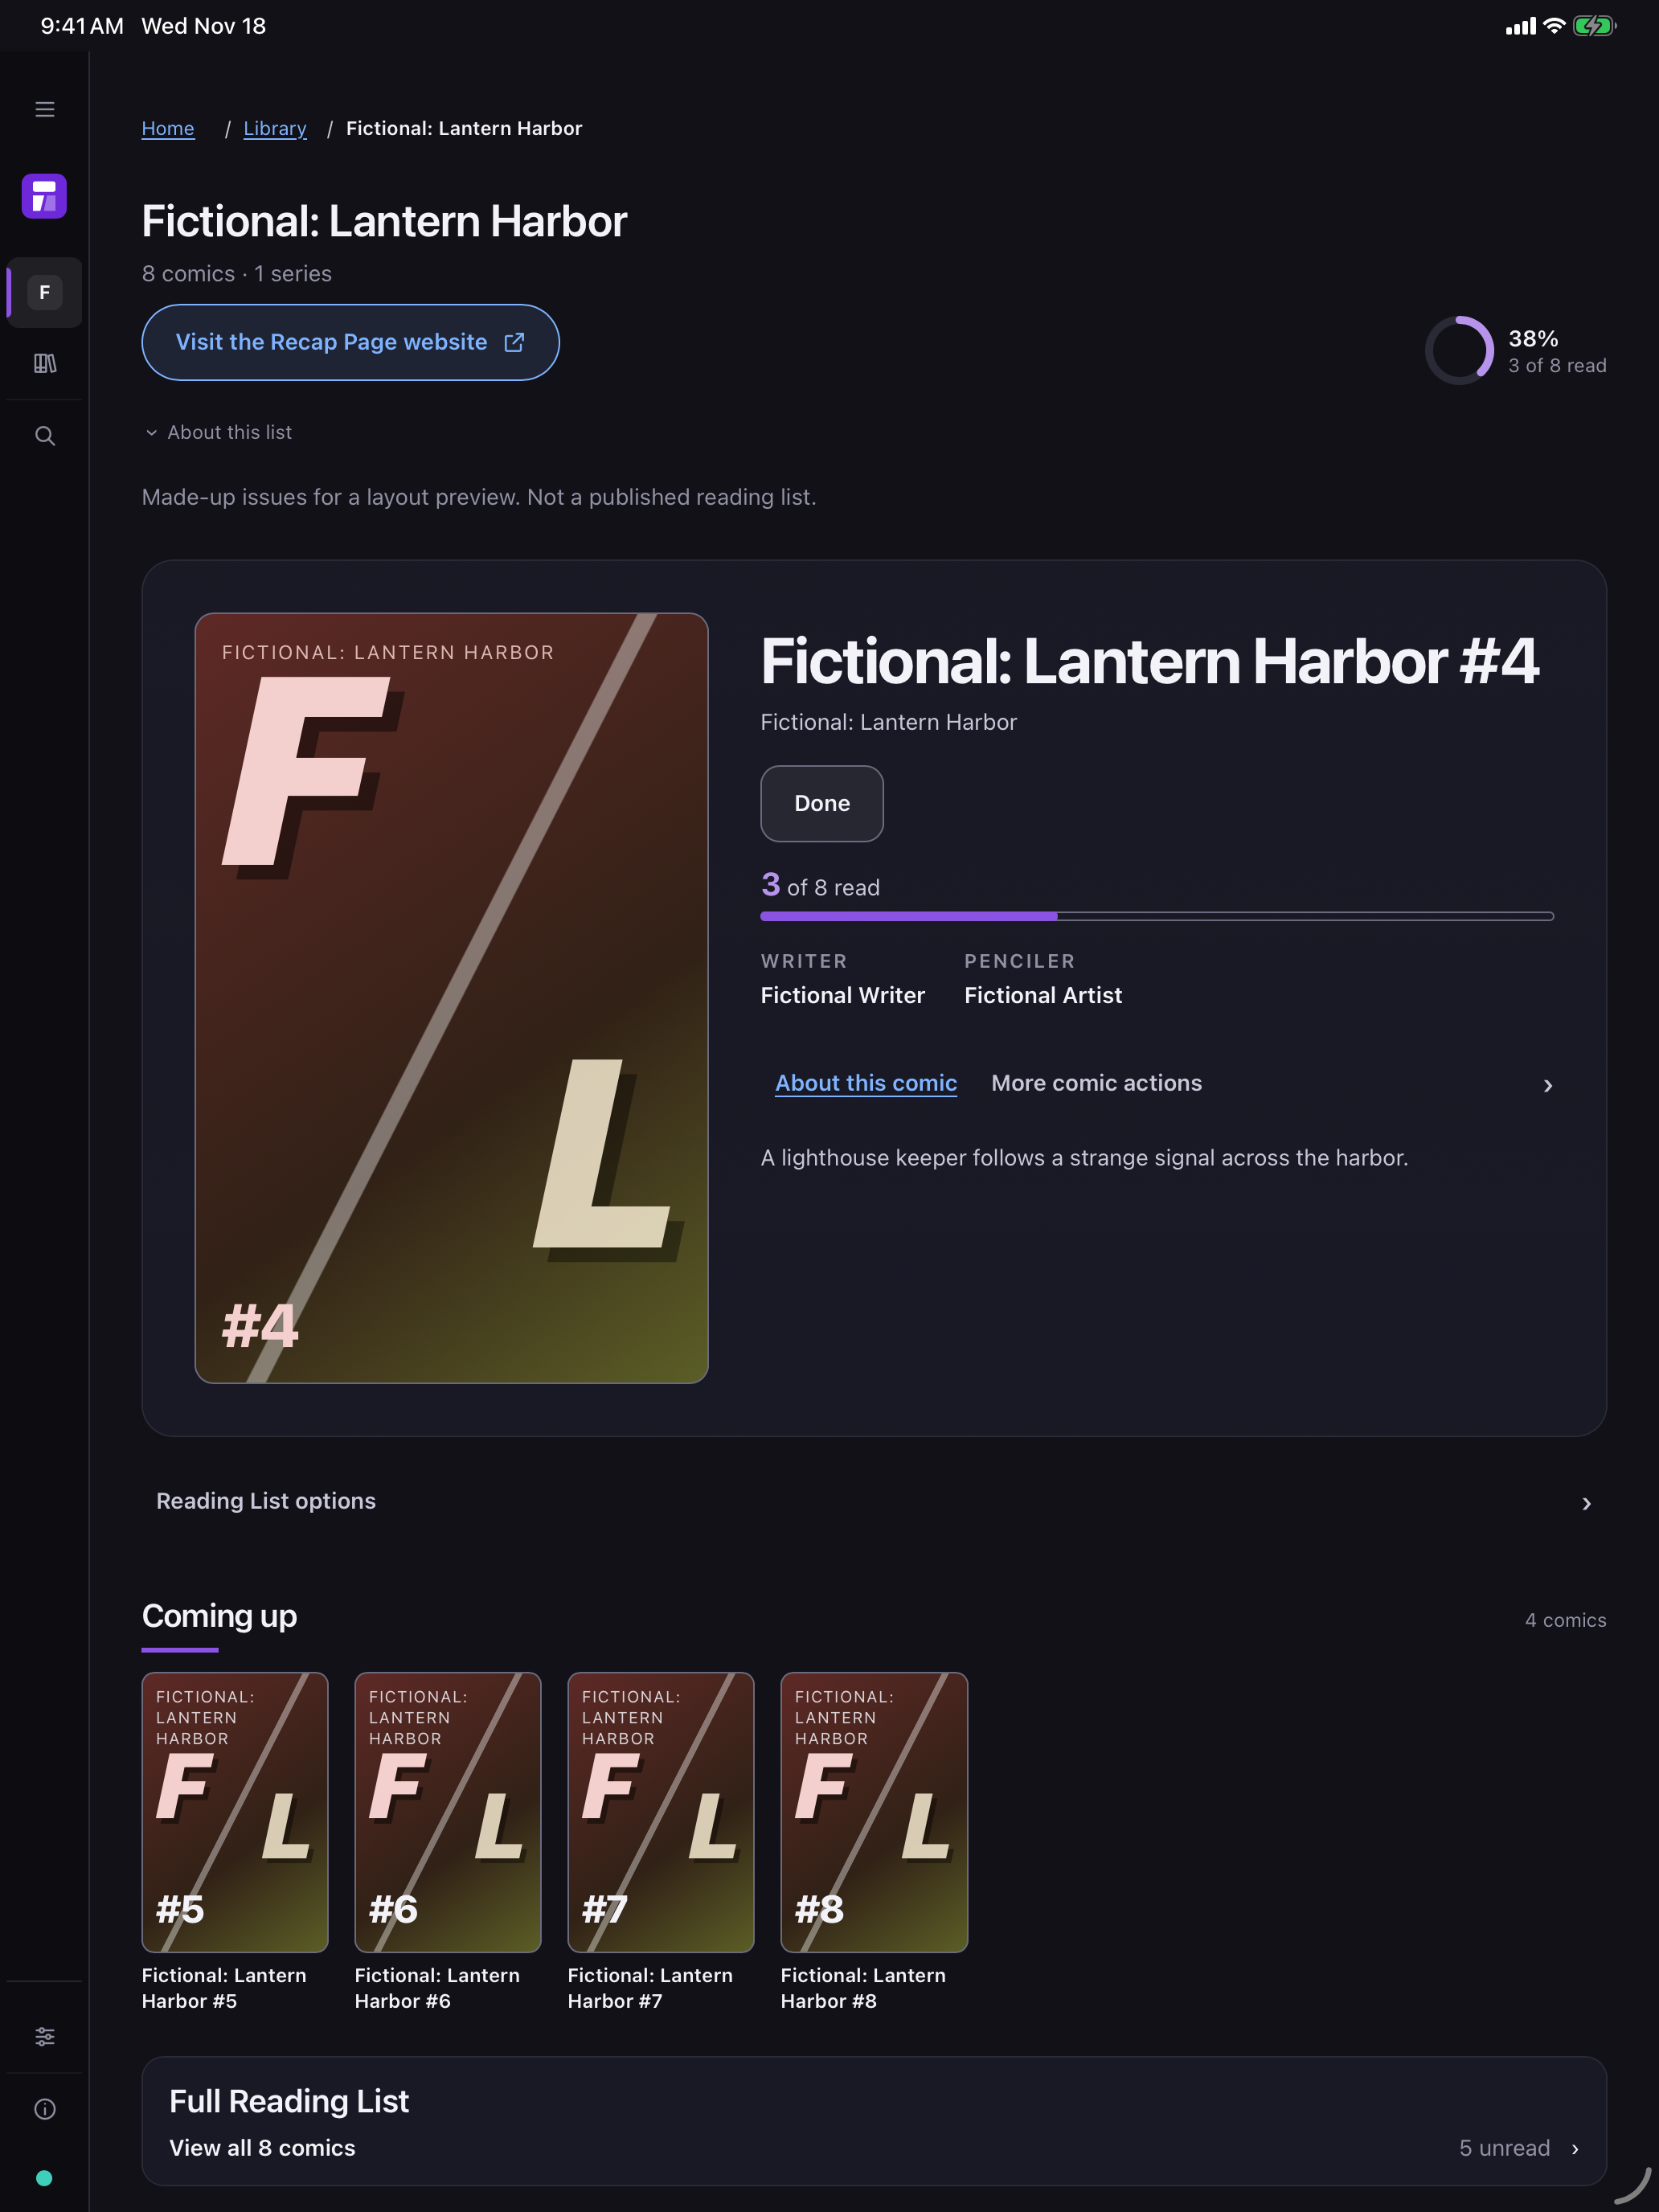 9:41 AM Wed Nov 18
Home / Library / Fictional: Lantern Harbor
F
Fictional: Lantern Harbor
8 comics · 1 series
Visit the Recap Page website
38%
3 of 8 read
About this list
Made-up issues for a layout preview. Not a published reading list.
FICTIONAL: LANTERN HARBOR
F
L
#4
Fictional: Lantern Harbor #4
Fictional: Lantern Harbor
Done
3 of 8 read
WRITER
Fictional Writer
PENCILER
Fictional Artist
About this comic
More comic actions
A lighthouse keeper follows a strange signal across the harbor.
Reading List options
Coming up
4 comics
FICTIONAL:
LANTERN
HARBOR
F
L
#5
Fictional: Lantern
Harbor #5
FICTIONAL:
LANTERN
HARBOR
F
L
#6
Fictional: Lantern
Harbor #6
FICTIONAL:
LANTERN
HARBOR
F
L
#7
Fictional: Lantern
Harbor #7
FICTIONAL:
LANTERN
HARBOR
F
L
#8
Fictional: Lantern
Harbor #8
Full Reading List
View all 8 comics
5 unread